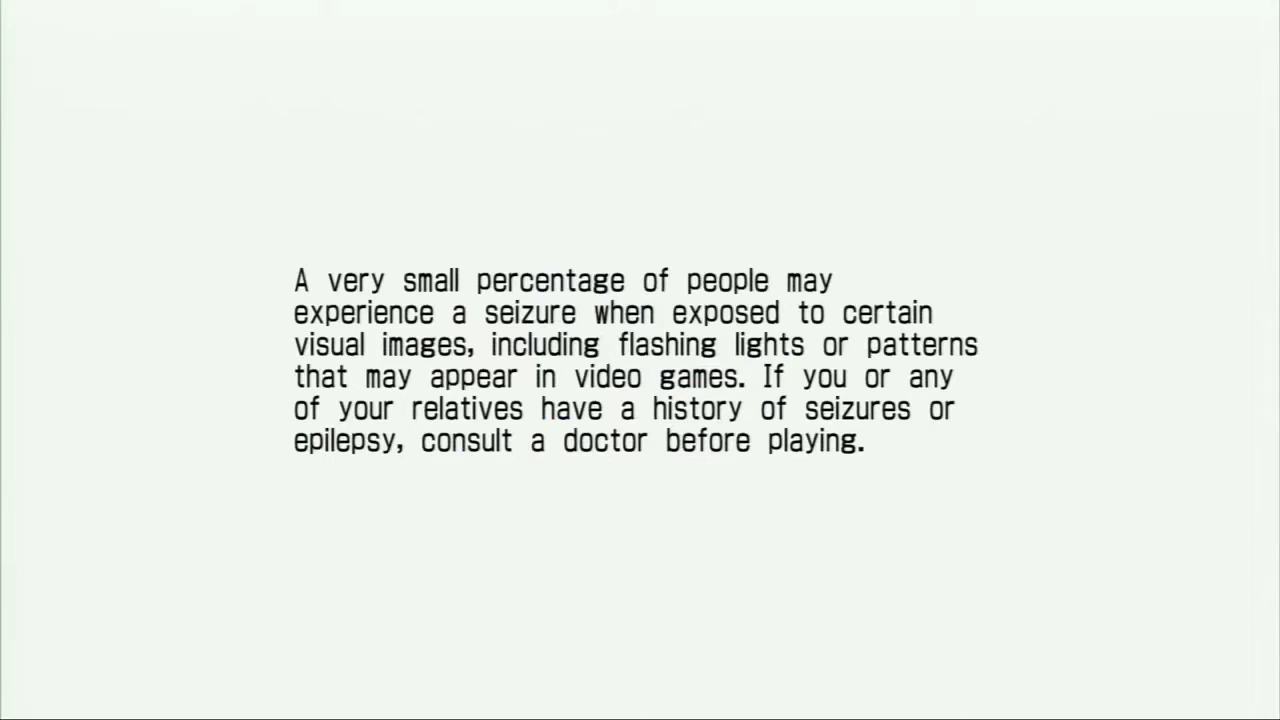 A very small percentage of people may
experience a seizure when exposed to certain
visual images, including flashing lights or patterns
that may appear in video games. If you or any
of your relatives have a history of seizures or
epilepsy, consult a doctor before playing.